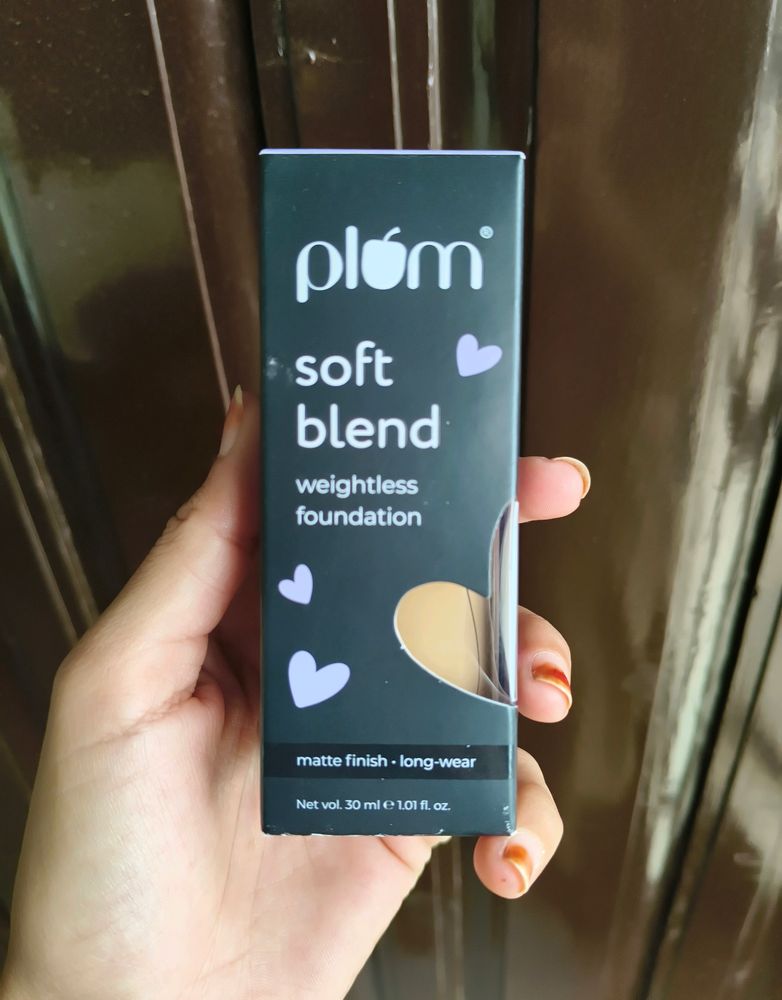 plum®
soft
blend
weightless
foundation
matte finish • long-wear
Net vol. 30 ml ℮ 1.01 fl. oz.